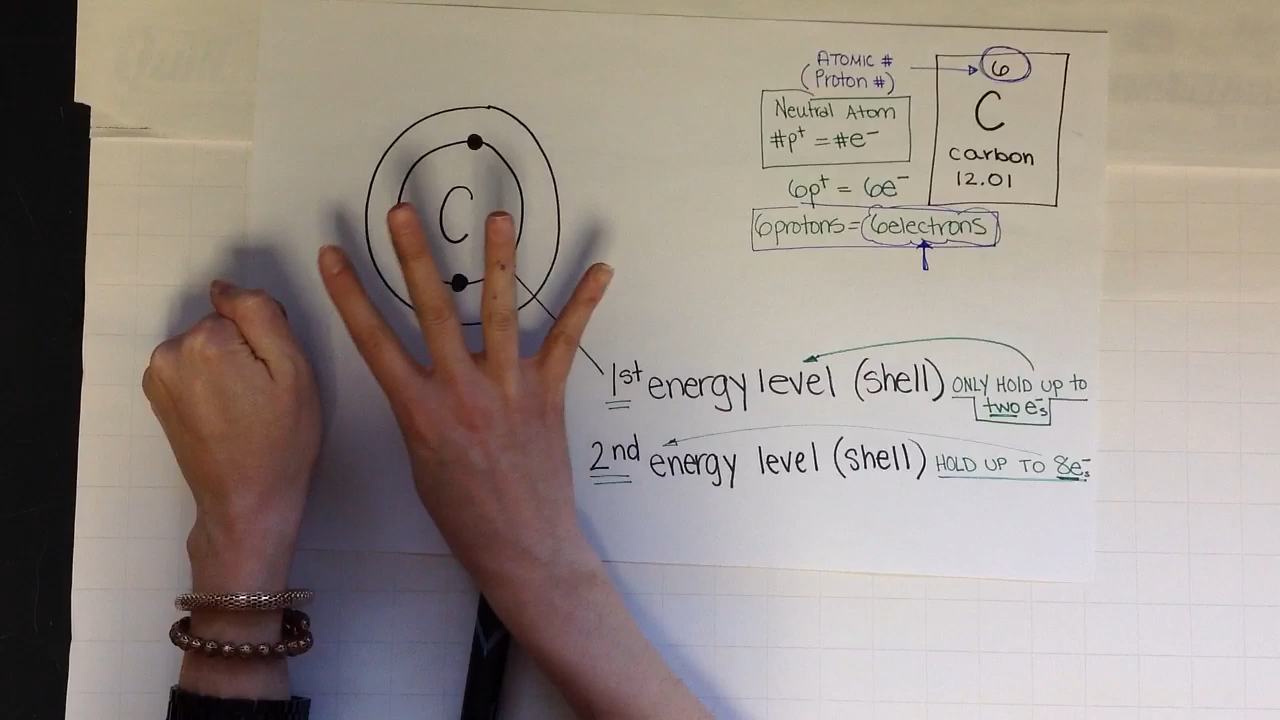 C
ATOMIC #
(Proton #)
6
C
carbon
12.01
Neutral Atom
#p⁺ = #e⁻
6p⁺ = 6e⁻
6protons = 6electrons
1st energy level (shell) ONLY HOLD up to
two e⁻s
2nd energy level (shell) HOLD UP TO 8e⁻s